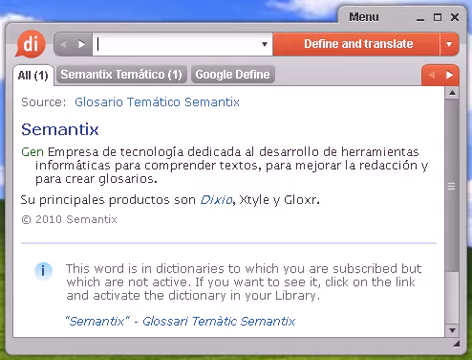 Menu
di
Define and translate
All (1)
Semantix Temático (1)
Google Define
Source: Glosario Temático Semantix
Semantix
Gen Empresa de tecnología dedicada al desarrollo de herramientas
informáticas para comprender textos, para mejorar la redacción y
para crear glosarios.
Su principales productos son Dixio, Xtyle y Gloxr.
© 2010 Semantix
i
This word is in dictionaries to which you are subscribed but
which are not active. If you want to see it, click on the link
and activate the dictionary in your Library.
"Semantix" - Glossari Temàtic Semantix